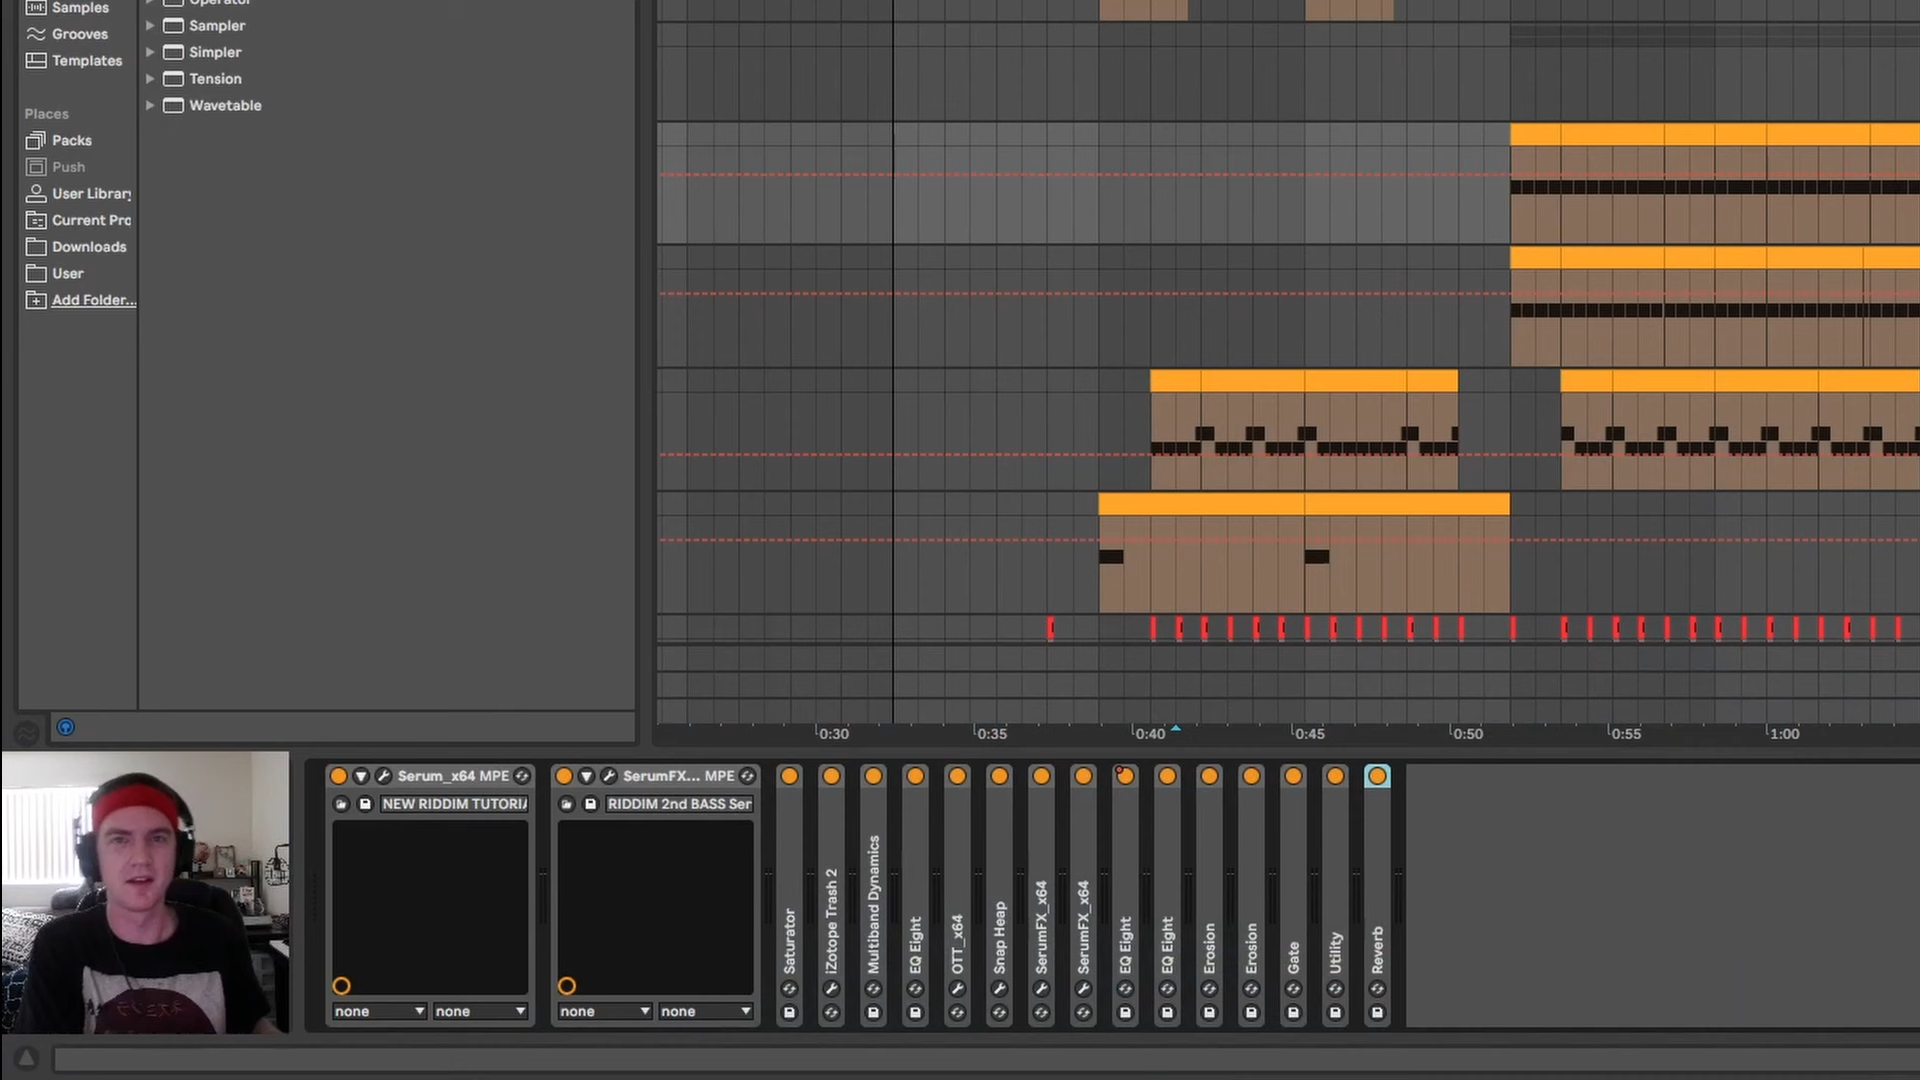 Samples
Grooves
Templates
Places
Packs
Push
User Library
Current Pro
Downloads
User
Add Folder...
Operator
Sampler
Simpler
Tension
Wavetable
0:30
0:35
0:40
0:45
0:50
0:55
1:00
Serum_x64 MPE
NEW RIDDIM TUTORIA
none
none
SerumFX... MPE
RIDDIM 2nd BASS Ser
none
none
Saturator
iZotope Trash 2
Multiband Dynamics
EQ Eight
OTT_x64
Snap Heap
SerumFX_x64
SerumFX_x64
EQ Eight
EQ Eight
Erosion
Erosion
Gate
Utility
Reverb